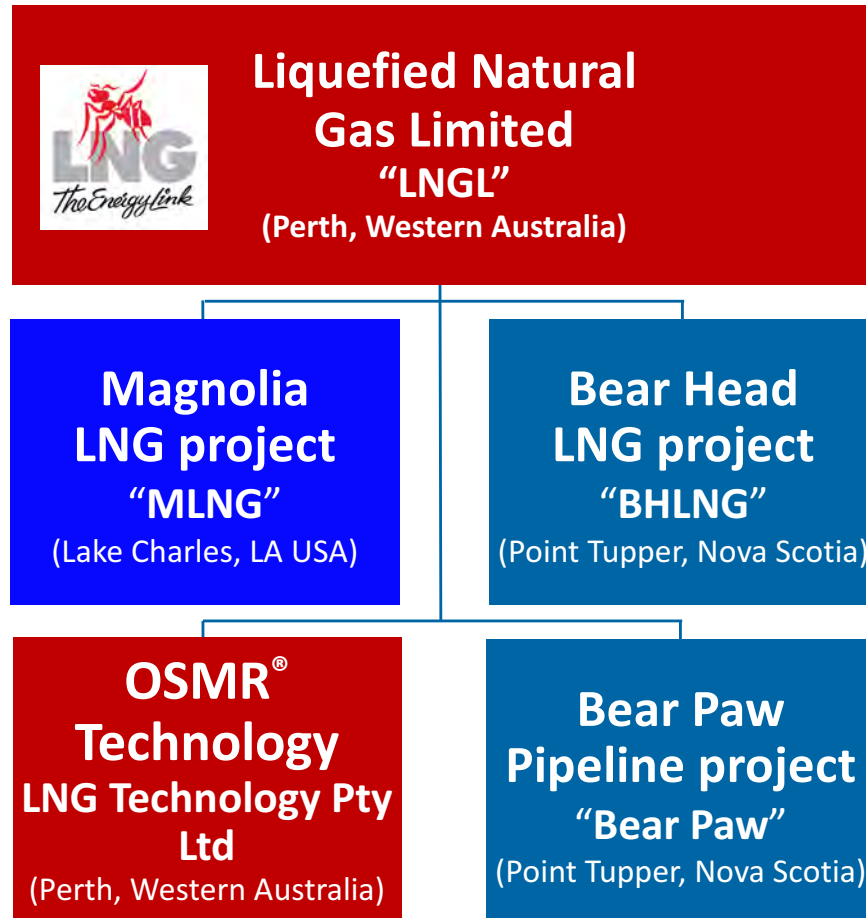 LNG
The Energy Link
Liquefied Natural
Gas Limited
“LNGL”
(Perth, Western Australia)
Magnolia
LNG project
“MLNG”
(Lake Charles, LA USA)
Bear Head
LNG project
“BHLNG”
(Point Tupper, Nova Scotia)
OSMR®
Technology
LNG Technology Pty
Ltd
(Perth, Western Australia)
Bear Paw
Pipeline project
“Bear Paw”
(Point Tupper, Nova Scotia)